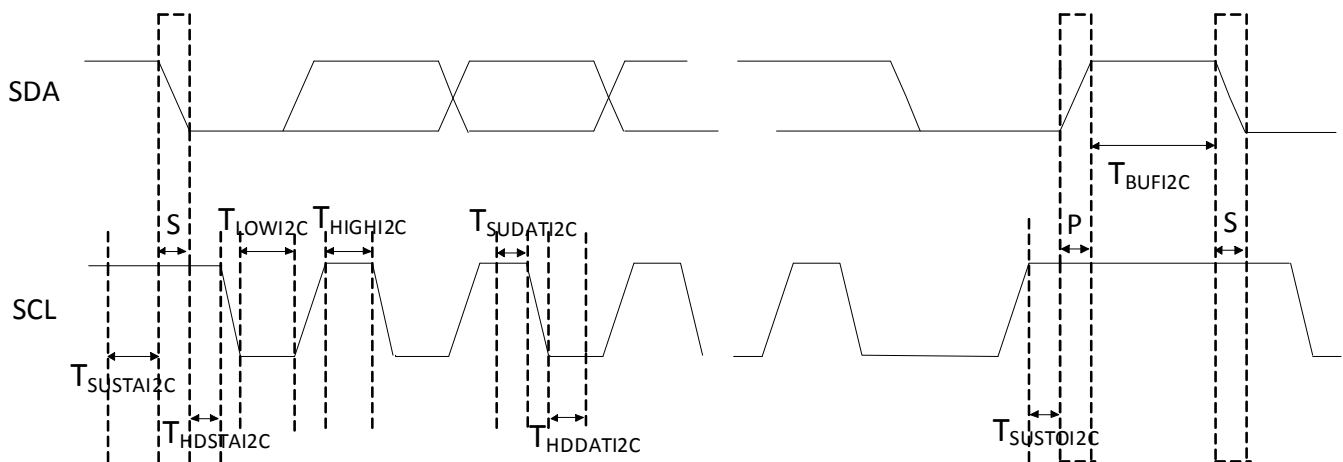 SDA
T_BUFI2C
S
T_LOWI2C
T_HIGHI2C
T_SUDATI2C
P
S
SCL
T_SUSTAI2C
T_HDSTAI2C
T_HDDATI2C
T_SUSTOI2C